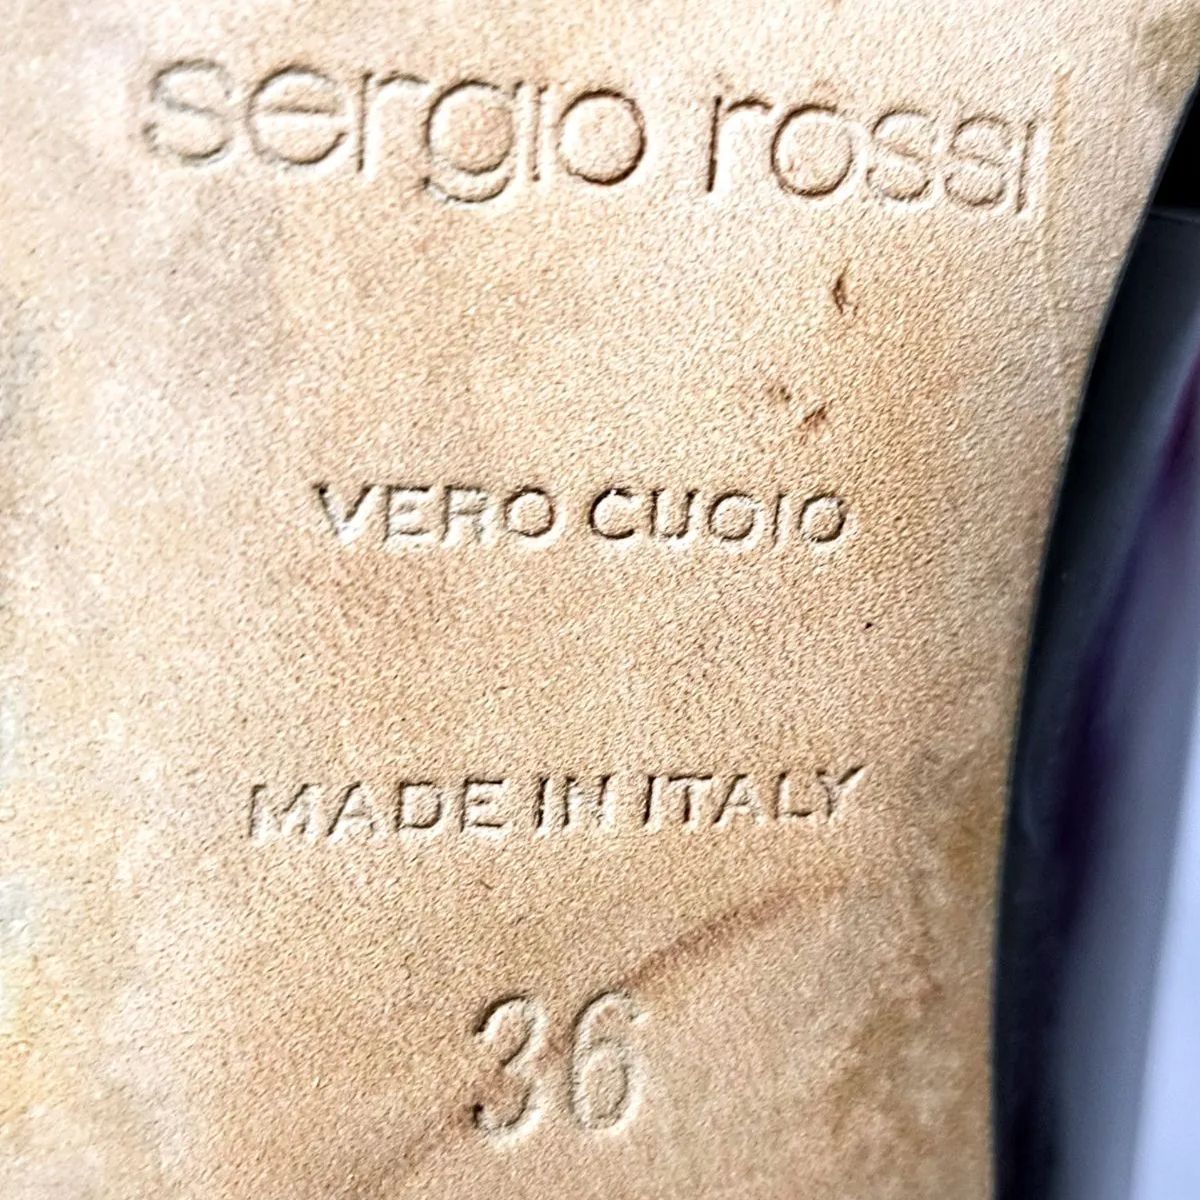 sergio rossi
VERO CUOIO
MADE IN ITALY
36